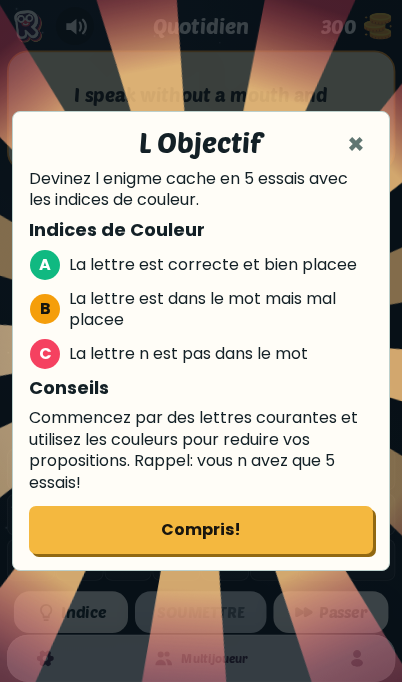 Quotidien
300
I speak without a mouth and
L Objectif
Devinez l enigme cache en 5 essais avec
les indices de couleur.
Indices de Couleur
A La lettre est correcte et bien placee
B La lettre est dans le mot mais mal
placee
C La lettre n est pas dans le mot
Conseils
Commencez par des lettres courantes et
utilisez les couleurs pour reduire vos
propositions. Rappel: vous n avez que 5
essais!
Compris!
Indice
SOUMETTRE
Passer
Multijoueur